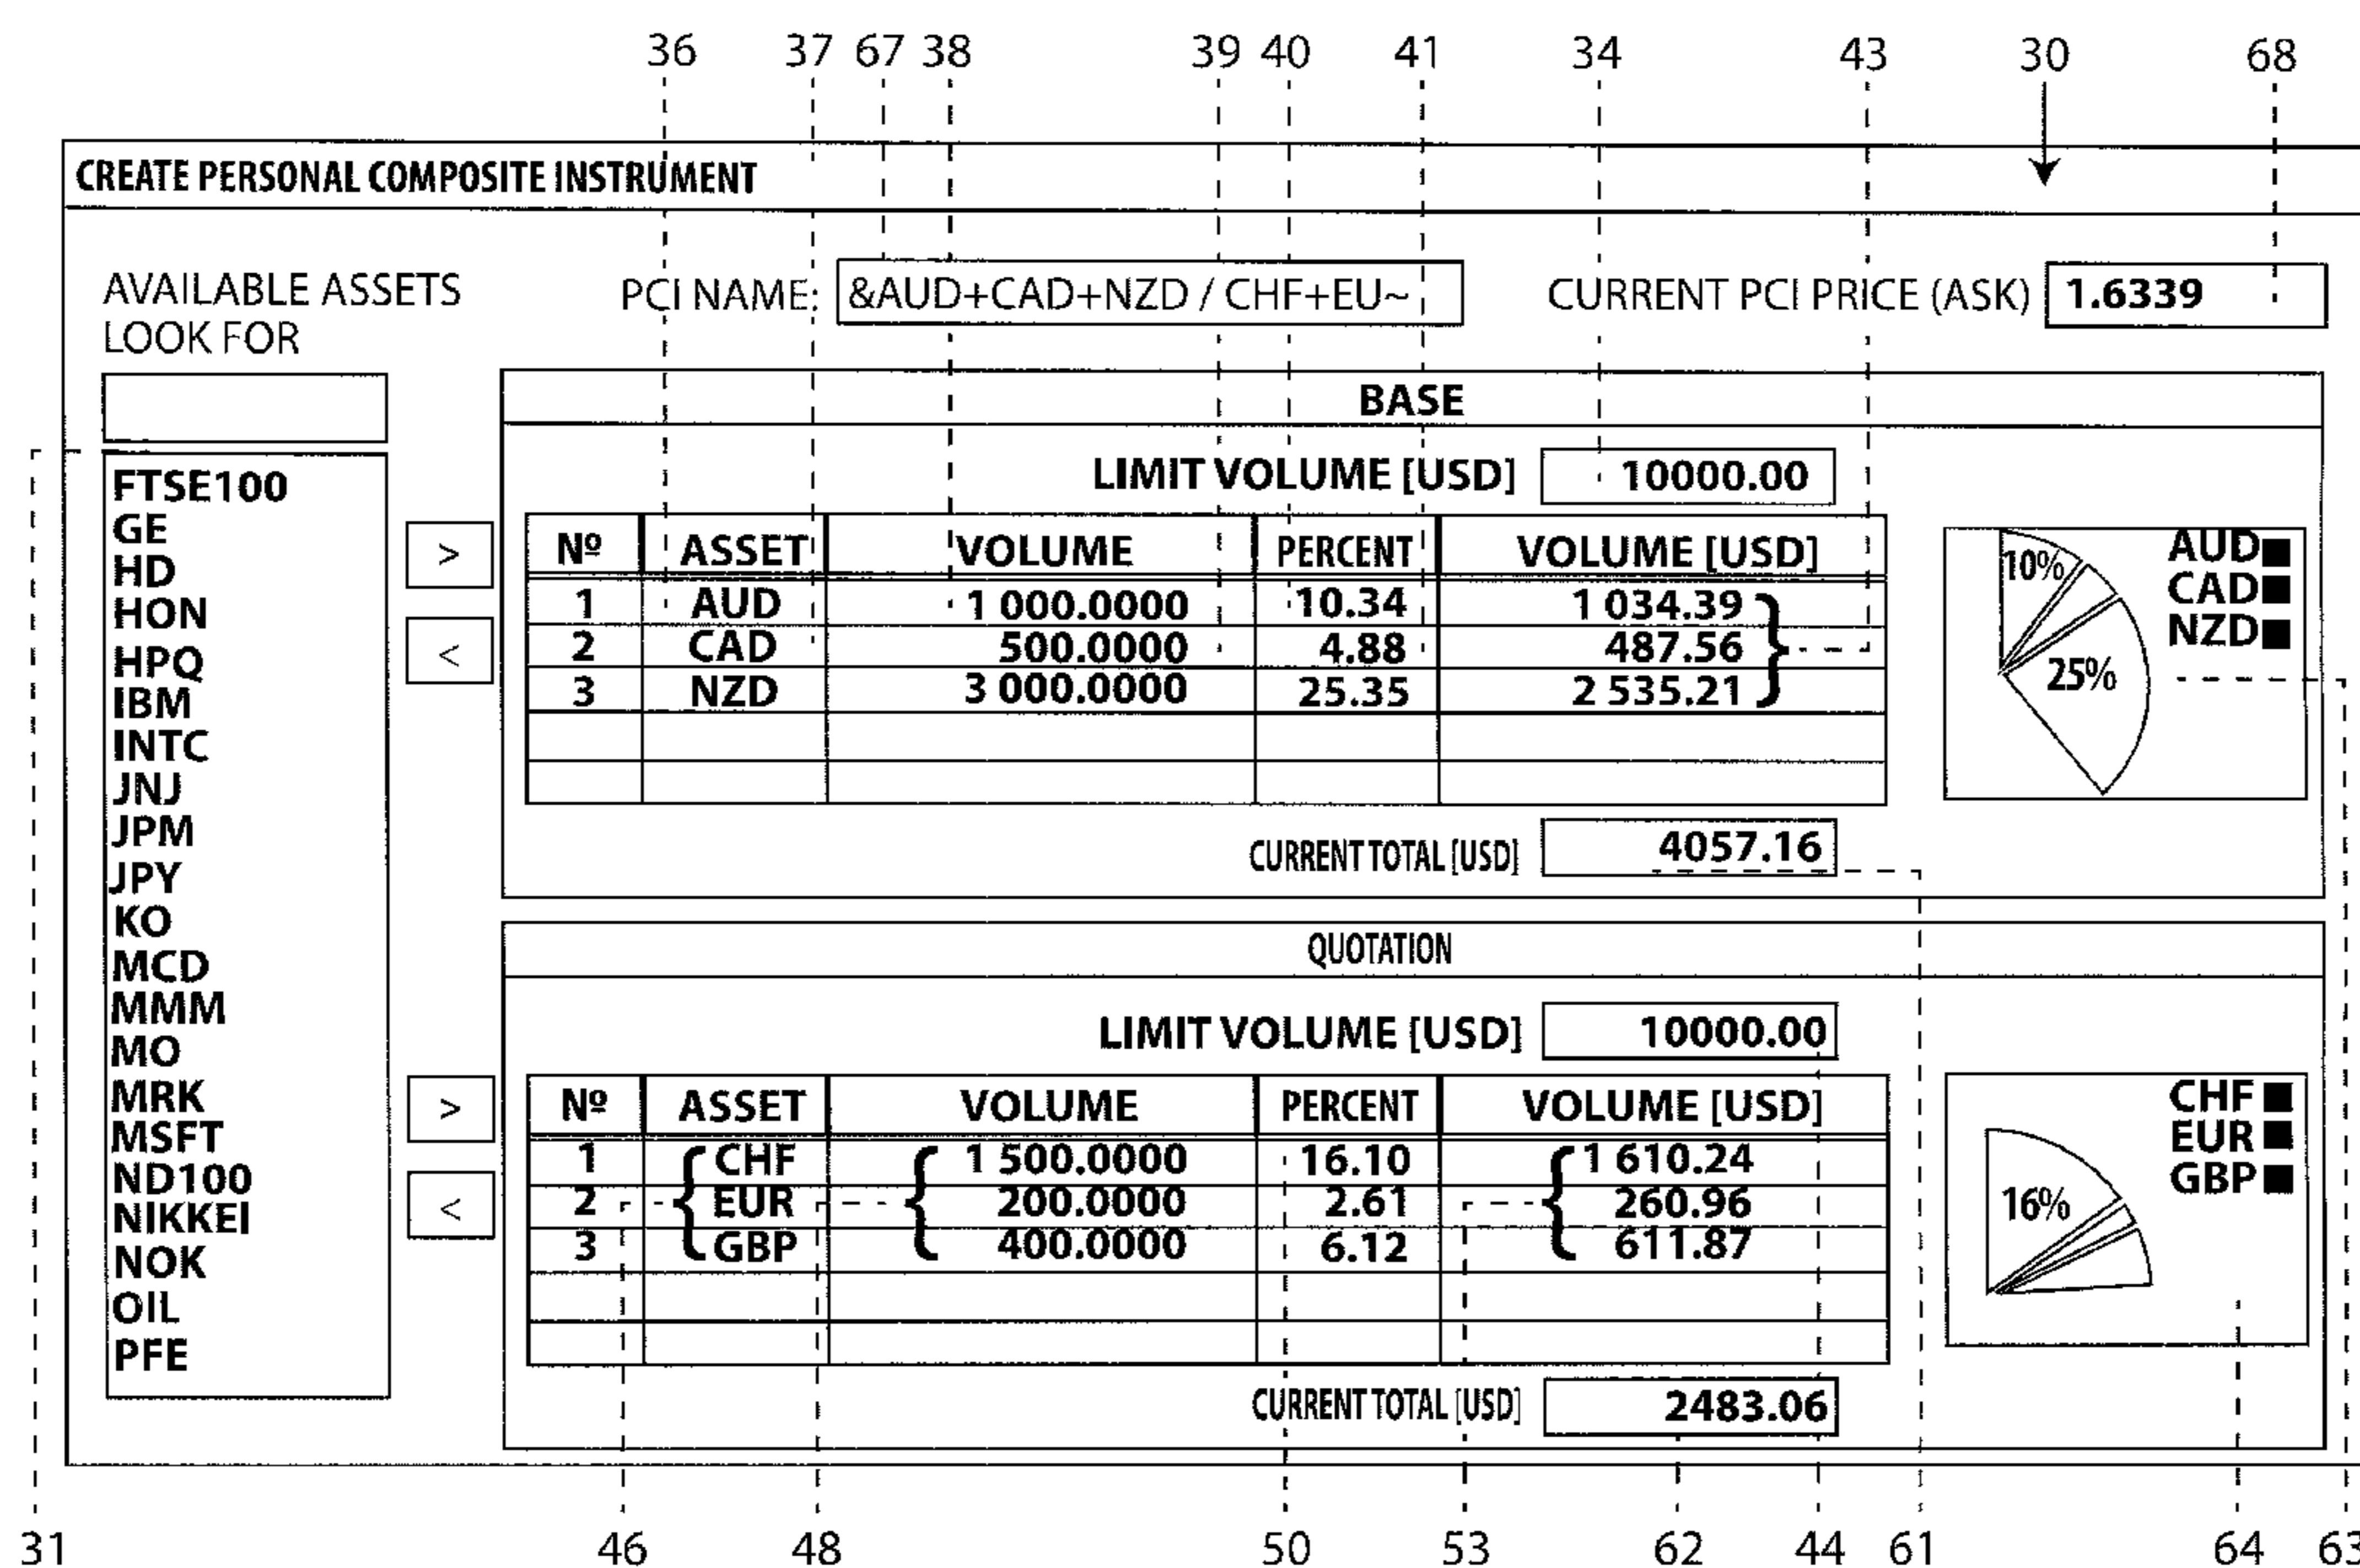 36 37 67 38 39 40 41 34 43 30 68
CREATE PERSONAL COMPOSITE INSTRUMENT
AVAILABLE ASSETS
LOOK FOR
PCI NAME: &AUD+CAD+NZD / CHF+EU~
CURRENT PCI PRICE (ASK) 1.6339
FTSE100
GE
HD
HON
HPQ
IBM
INTC
JNJ
JPM
JPY
KO
MCD
MMM
MO
MRK
MSFT
ND100
NIKKEI
NOK
OIL
PFE
>
<
>
<
BASE
LIMIT VOLUME [USD] 10000.00
Nº ASSET VOLUME PERCENT VOLUME [USD]
1 AUD 1 000.0000 10.34 1 034.39
2 CAD 500.0000 4.88 487.56
3 NZD 3 000.0000 25.35 2 535.21
CURRENT TOTAL [USD] 4057.16
10%
25%
AUD
CAD
NZD
QUOTATION
LIMIT VOLUME [USD] 10000.00
Nº ASSET VOLUME PERCENT VOLUME [USD]
1 CHF 1 500.0000 16.10 1 610.24
2 EUR 200.0000 2.61 260.96
3 GBP 400.0000 6.12 611.87
CURRENT TOTAL [USD] 2483.06
16%
CHF
EUR
GBP
31 46 48 50 53 62 44 61 64 63